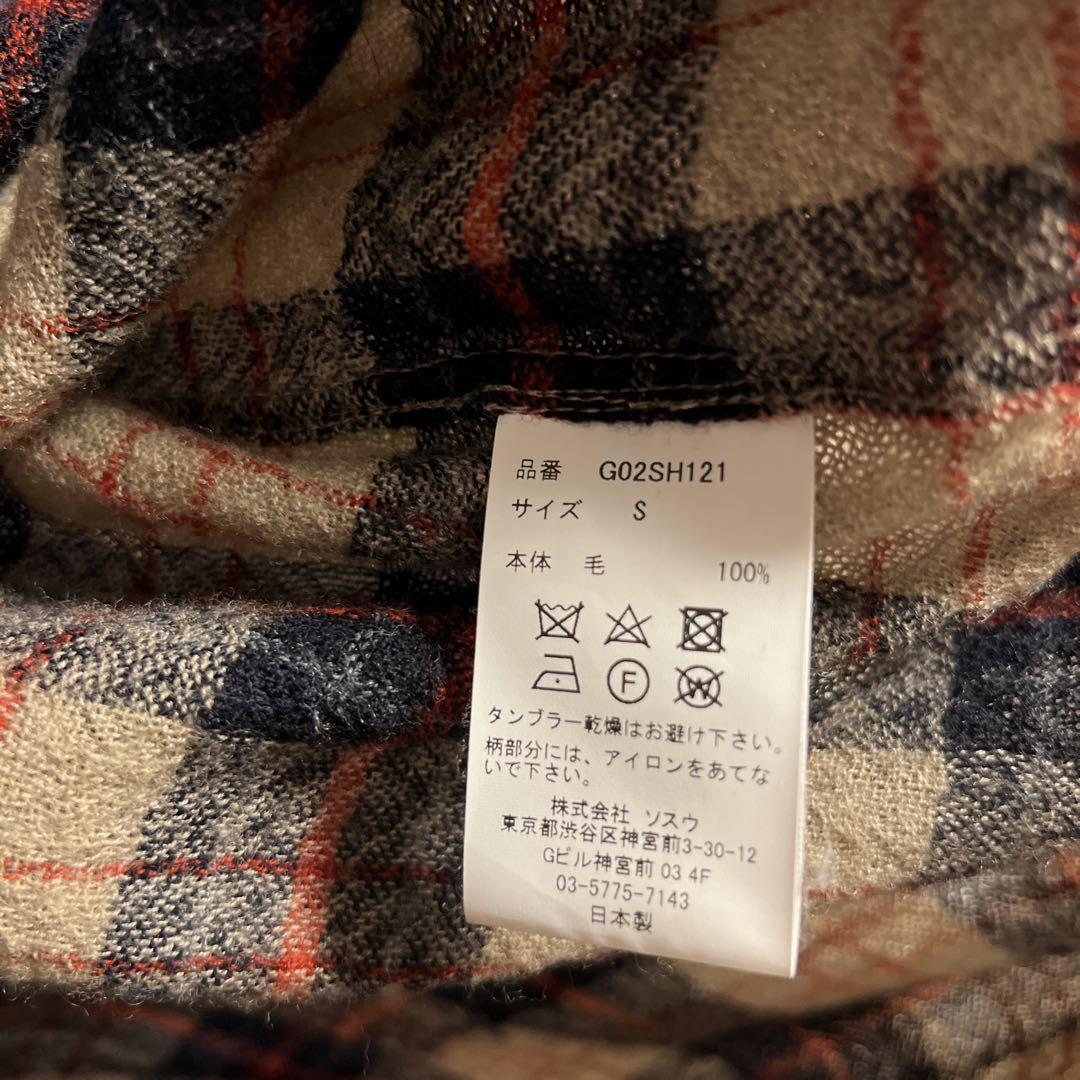 品番 G02SH121
サイズ S
本体 毛 100%
F
W
タンブラー乾燥はお避け下さい。
柄部分には、アイロンをあてな
いで下さい。
株式会社 ソスウ
東京都渋谷区神宮前3-30-12
Gビル神宮前 03 4F
03-5775-7143
日本製